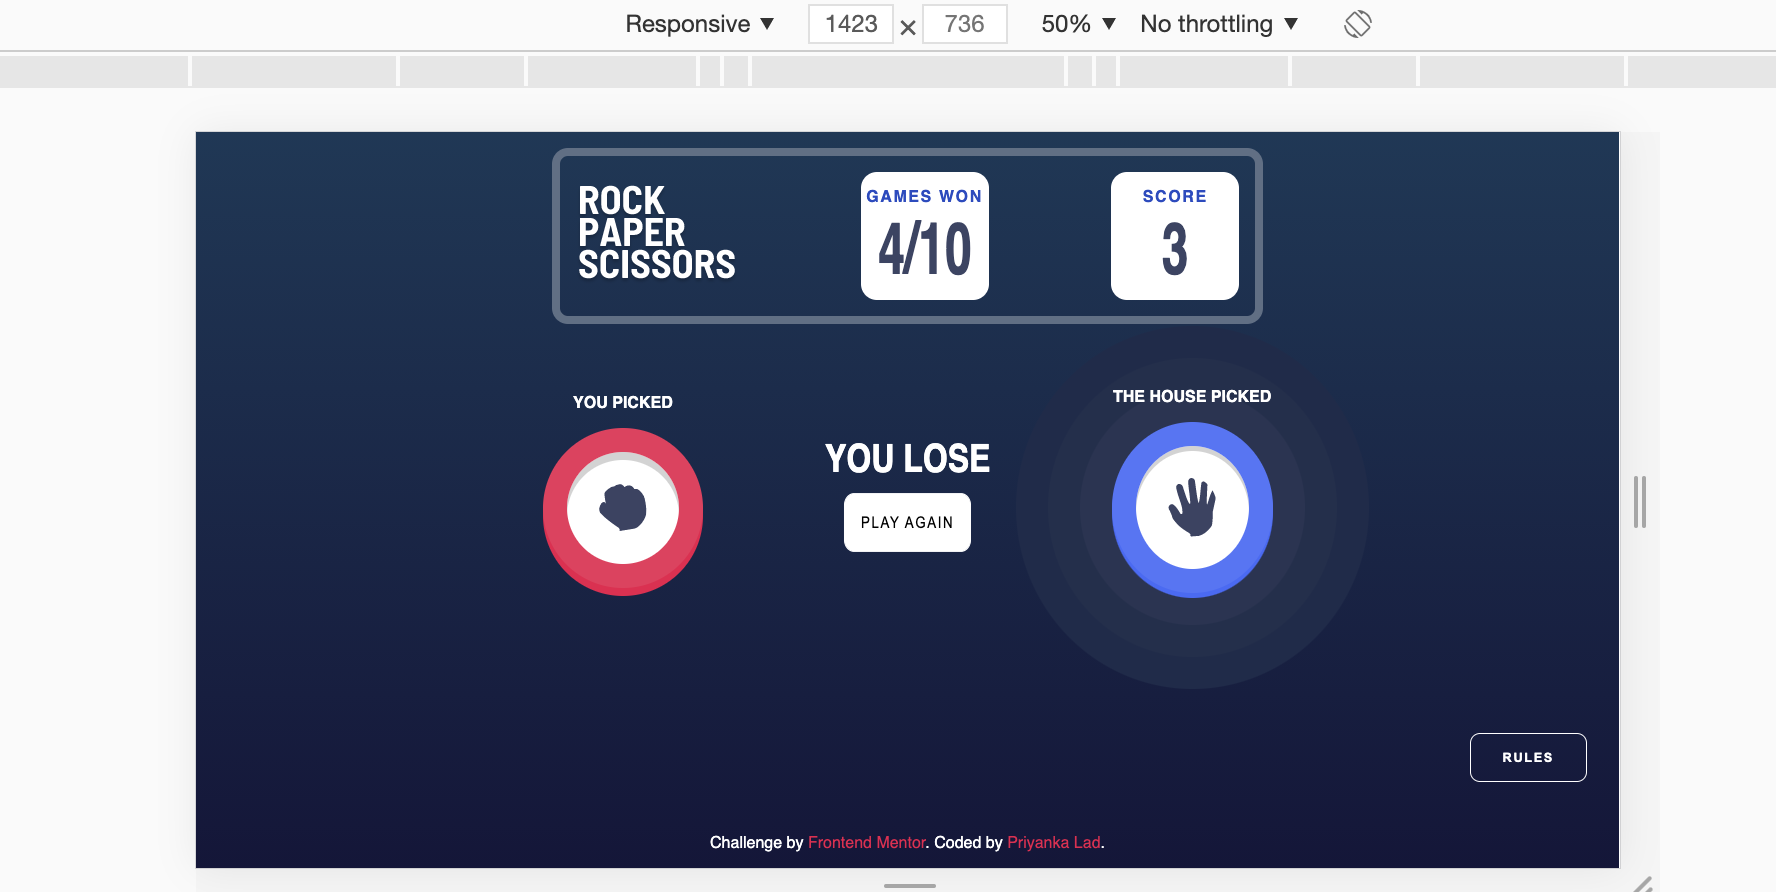 Responsive ▼ 1423 × 736 50% ▼ No throttling ▼
ROCK
PAPER
SCISSORS
GAMES WON
4/10
SCORE
3
YOU PICKED
THE HOUSE PICKED
YOU LOSE
PLAY AGAIN
RULES
Challenge by Frontend Mentor. Coded by Priyanka Lad.